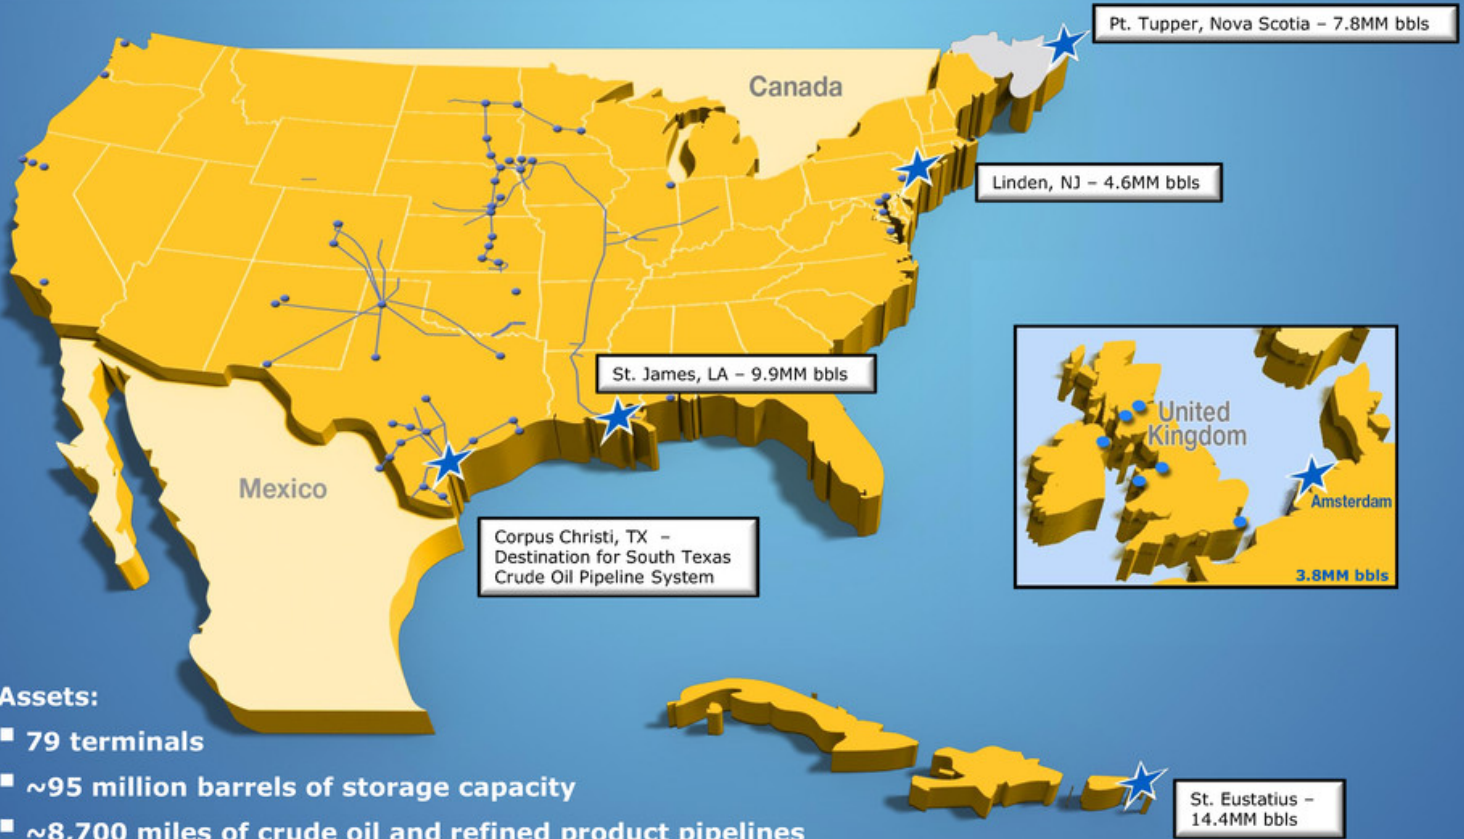 Pt. Tupper, Nova Scotia – 7.8MM bbls
Canada
Linden, NJ – 4.6MM bbls
St. James, LA – 9.9MM bbls
United
Kingdom
Mexico
Amsterdam
Corpus Christi, TX –
Destination for South Texas
Crude Oil Pipeline System
3.8MM bbls
Assets:
▪ 79 terminals
▪ ~95 million barrels of storage capacity
▪ ~8,700 miles of crude oil and refined product pipelines
St. Eustatius –
14.4MM bbls